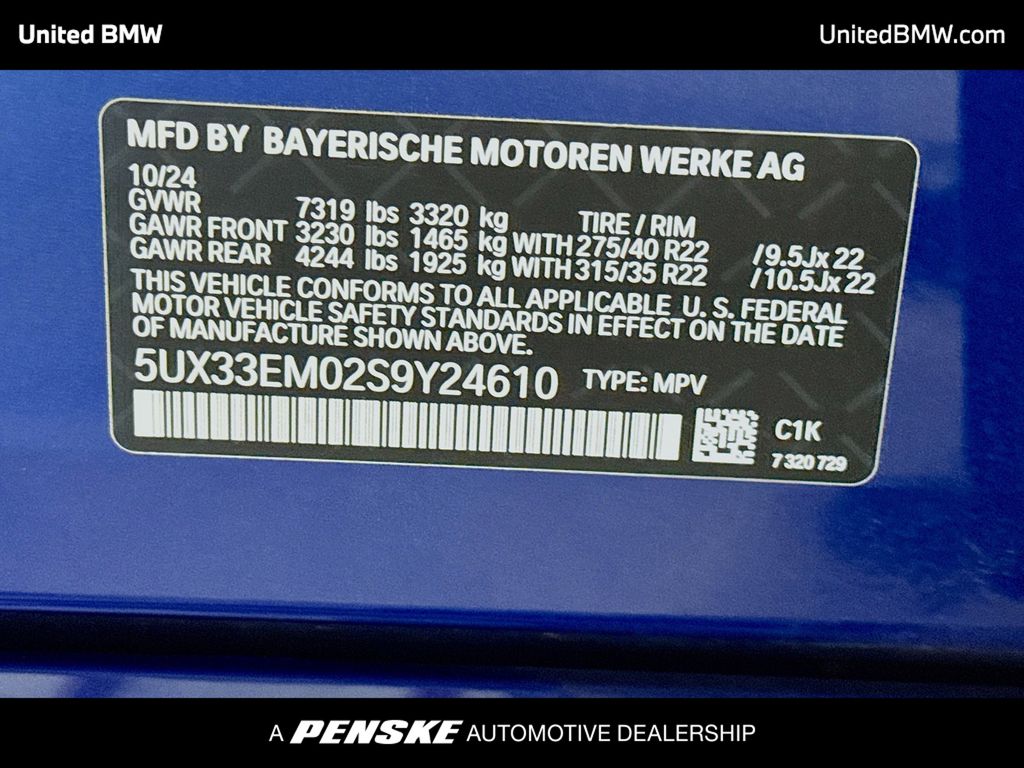 United BMW
UnitedBMW.com
MFD BY BAYERISCHE MOTOREN WERKE AG
10/24
GVWR 7319 lbs 3320 kg TIRE / RIM
GAWR FRONT 3230 lbs 1465 kg WITH 275/40 R22 /9.5Jx 22
GAWR REAR 4244 lbs 1925 kg WITH 315/35 R22 /10.5Jx 22
THIS VEHICLE CONFORMS TO ALL APPLICABLE U. S. FEDERAL
MOTOR VEHICLE SAFETY STANDARDS IN EFFECT ON THE DATE
OF MANUFACTURE SHOWN ABOVE.
5UX33EM02S9Y24610 TYPE: MPV
C1K
7 320 729
A PENSKE AUTOMOTIVE DEALERSHIP